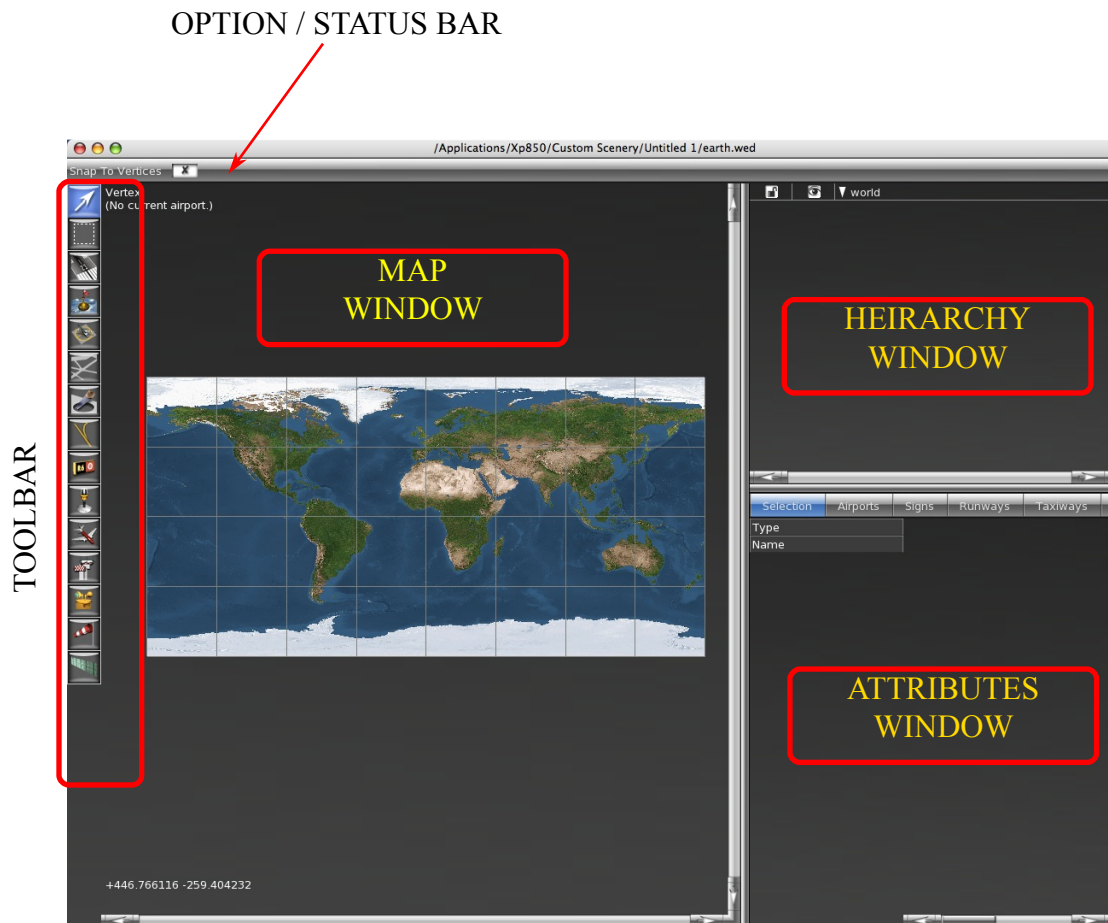 OPTION / STATUS BAR
/Applications/Xp850/Custom Scenery/Untitled 1/earth.wed
Snap To Vertices
Vertex
(No current airport.)
world
MAP
WINDOW
HEIRARCHY
WINDOW
TOOLBAR
Selection Airports Signs Runways Taxiways
Type
Name
ATTRIBUTES
WINDOW
+446.766116 -259.404232